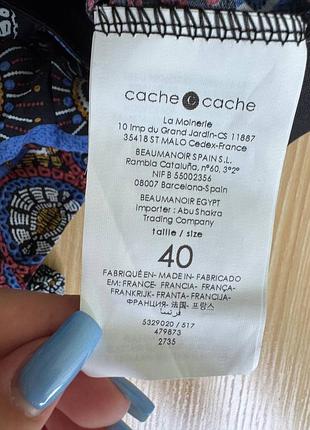 cache cache
La Moinerie
10 Imp du Grand Jardin-CS 11887
35418 ST MALO Cedex-France
BEAUMANOIR SPAIN S.L.
Rambla Cataluña, nº60, 3º2º
NIF B 55002356
08007 Barcelona-Spain
BEAUMANOIR EGYPT
Importer : Abu Shakra
Trading Company
taille / size
40
FABRIQUÉ EN- MADE IN- FABRICADO
EM: FRANCE- FRANCIA- FRANÇA-
FRANKRIJK- FRANTA- FRANCIJA-
ФРАНЦИЯ- 法国- 프랑스
فرنسا
5329020 / 517
479873
2735